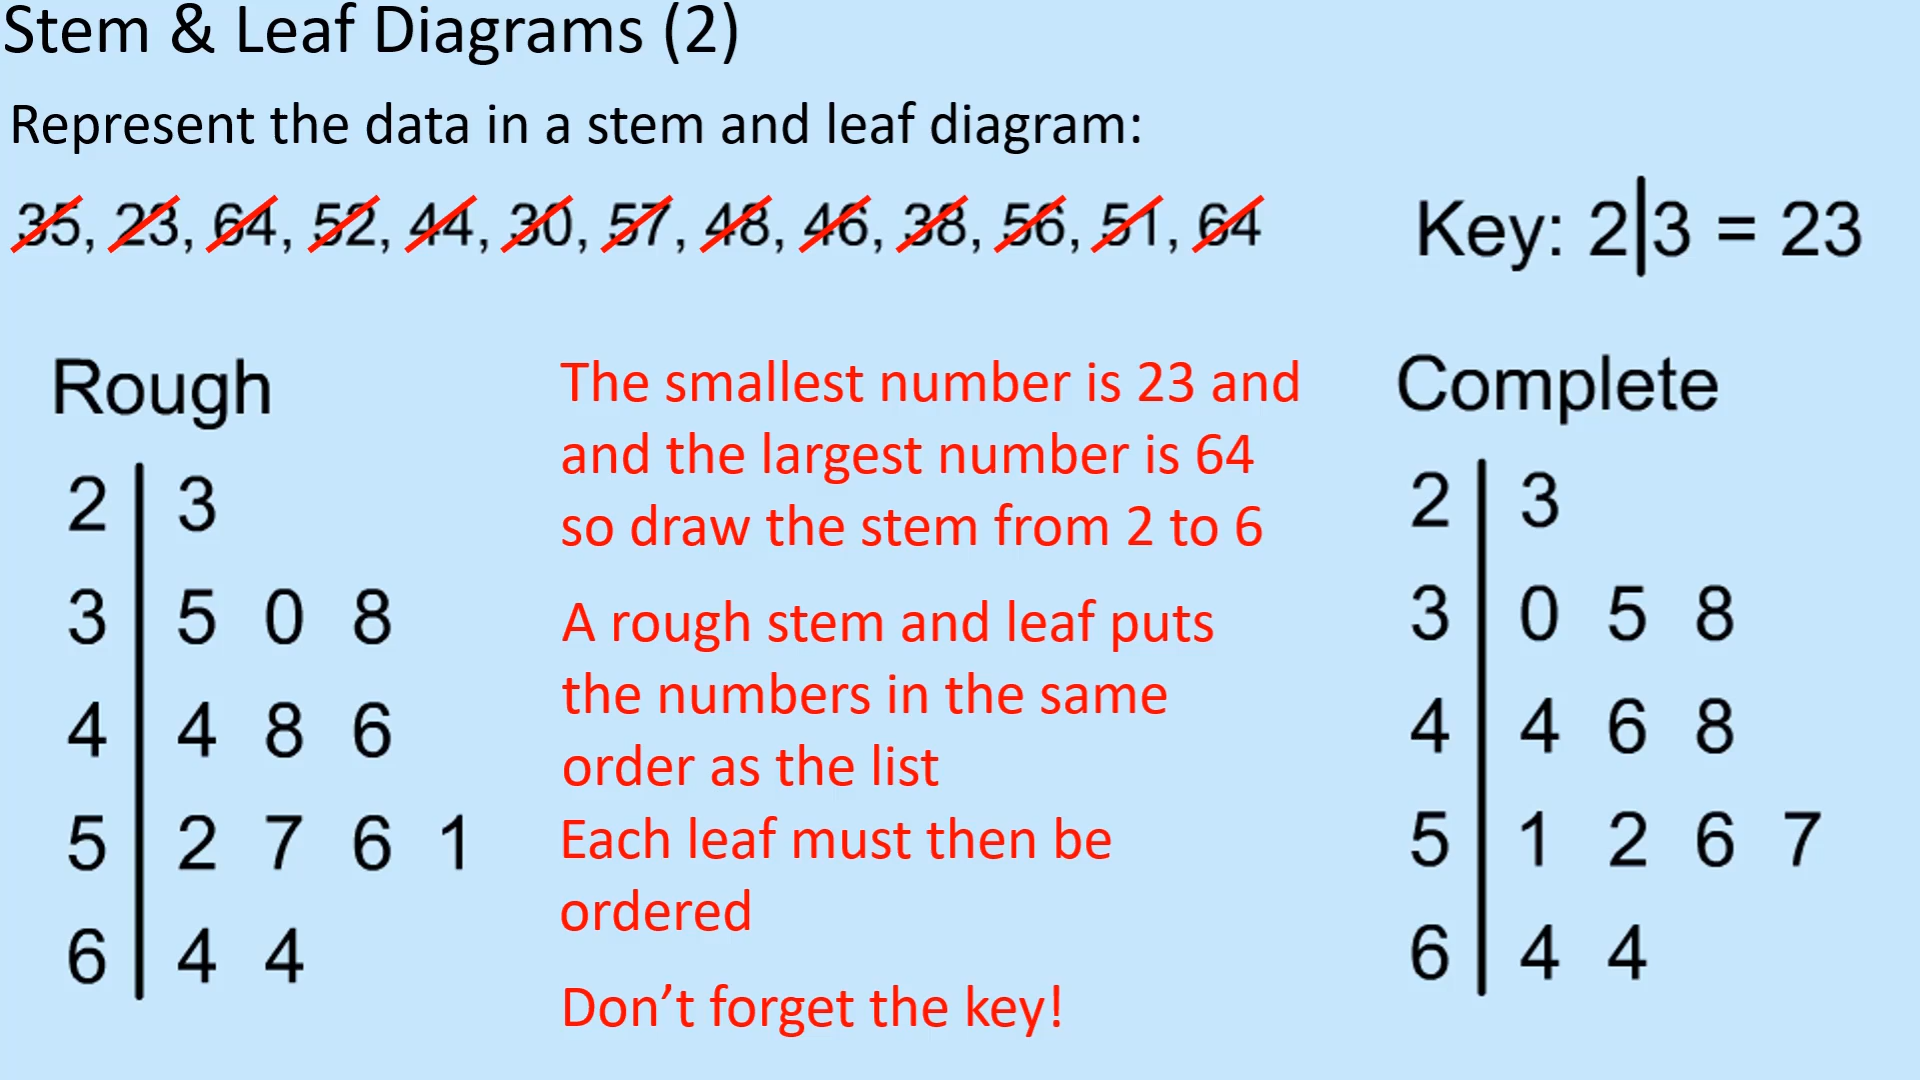 Stem & Leaf Diagrams (2)
Represent the data in a stem and leaf diagram:
35, 23, 64, 52, 44, 30, 57, 48, 46, 38, 56, 51, 64
Key: 2|3 = 23
Rough
2 | 3
3 | 5 0 8
4 | 4 8 6
5 | 2 7 6 1
6 | 4 4
The smallest number is 23 and
and the largest number is 64
so draw the stem from 2 to 6
A rough stem and leaf puts
the numbers in the same
order as the list
Each leaf must then be
ordered
Don’t forget the key!
Complete
2 | 3
3 | 0 5 8
4 | 4 6 8
5 | 1 2 6 7
6 | 4 4